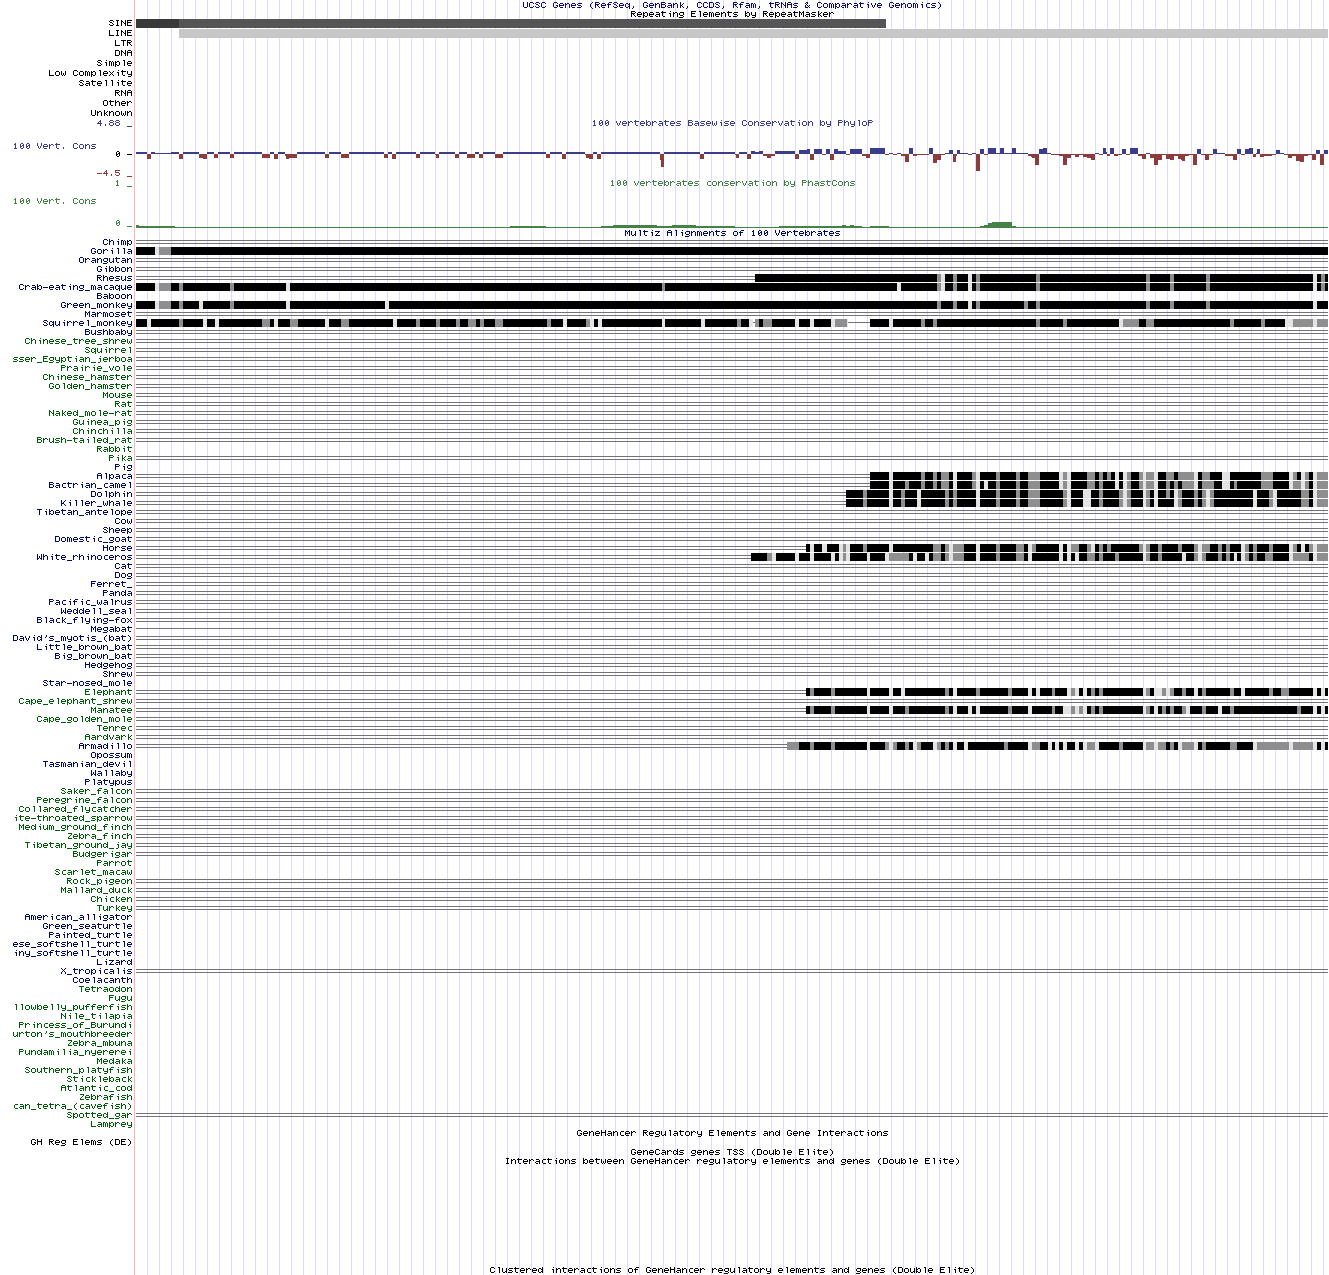 UCSC Genes (RefSeq, GenBank, CCDS, Rfam, tRNAs & Comparative Genomics)
Repeating Elements by RepeatMasker
SINE
LINE
LTR
DNA
Simple
Low Complexity
Satellite
RNA
Other
Unknown
4.88 _
100 vertebrates Basewise Conservation by PhyloP
100 Vert. Cons
0 _
-4.5 _
1 _
100 vertebrates conservation by PhastCons
100 Vert. Cons
0 _
Multiz Alignments of 100 Vertebrates
Chimp
Gorilla
Orangutan
Gibbon
Rhesus
Crab-eating_macaque
Baboon
Green_monkey
Marmoset
Squirrel_monkey
Bushbaby
Chinese_tree_shrew
Squirrel
sser_Egyptian_jerboa
Prairie_vole
Chinese_hamster
Golden_hamster
Mouse
Rat
Naked_mole-rat
Guinea_pig
Chinchilla
Brush-tailed_rat
Rabbit
Pika
Pig
Alpaca
Bactrian_camel
Dolphin
Killer_whale
Tibetan_antelope
Cow
Sheep
Domestic_goat
Horse
White_rhinoceros
Cat
Dog
Ferret_
Panda
Pacific_walrus
Weddell_seal
Black_flying-fox
Megabat
David's_myotis_(bat)
Little_brown_bat
Big_brown_bat
Hedgehog
Shrew
Star-nosed_mole
Elephant
Cape_elephant_shrew
Manatee
Cape_golden_mole
Tenrec
Aardvark
Armadillo
Opossum
Tasmanian_devil
Wallaby
Platypus
Saker_falcon
Peregrine_falcon
Collared_flycatcher
ite-throated_sparrow
Medium_ground_finch
Zebra_finch
Tibetan_ground_jay
Budgerigar
Parrot
Scarlet_macaw
Rock_pigeon
Mallard_duck
Chicken
Turkey
American_alligator
Green_seaturtle
Painted_turtle
ese_softshell_turtle
iny_softshell_turtle
Lizard
X_tropicalis
Coelacanth
Tetraodon
Fugu
llowbelly_pufferfish
Nile_tilapia
Princess_of_Burundi
urton's_mouthbreeder
Zebra_mbuna
Pundamilia_nyererei
Medaka
Southern_platyfish
Stickleback
Atlantic_cod
Zebrafish
can_tetra_(cavefish)
Spotted_gar
Lamprey
GeneHancer Regulatory Elements and Gene Interactions
GH Reg Elems (DE)
GeneCards genes TSS (Double Elite)
Interactions between GeneHancer regulatory elements and genes (Double Elite)
Clustered interactions of GeneHancer regulatory elements and genes (Double Elite)